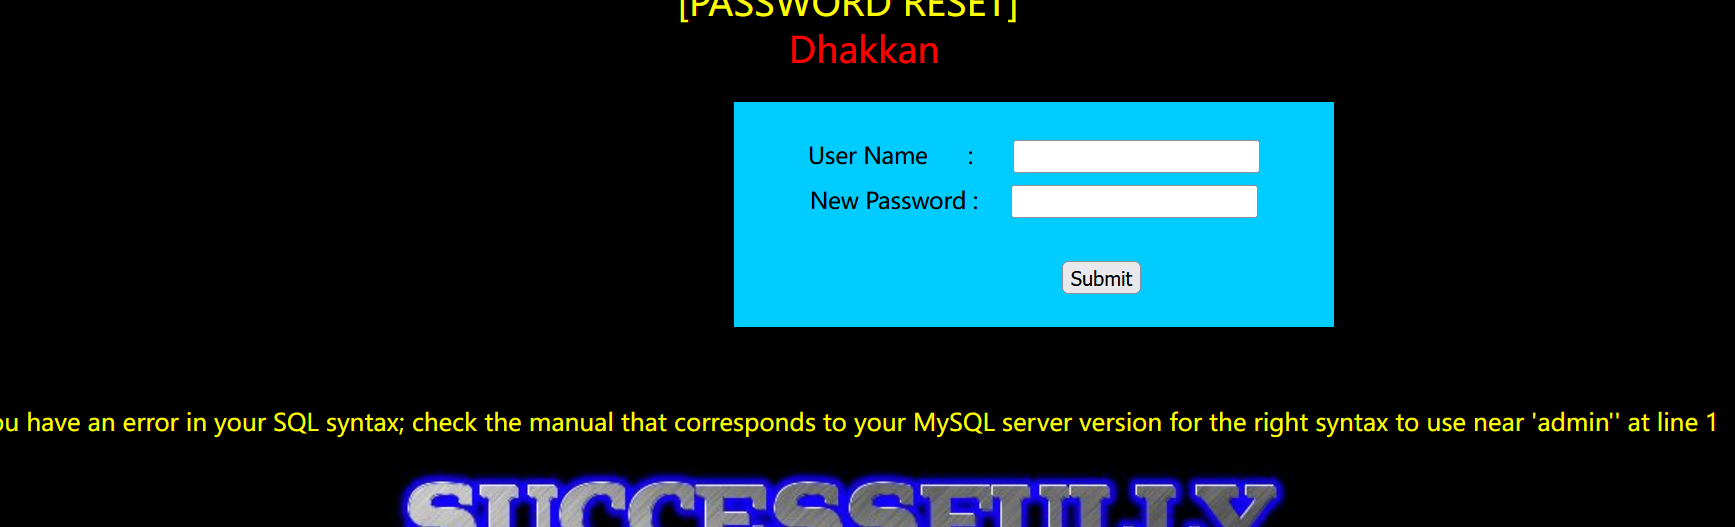 [PASSWORD RESET]
Dhakkan
User Name :
New Password :
Submit
ou have an error in your SQL syntax; check the manual that corresponds to your MySQL server version for the right syntax to use near 'admin'' at line 1
SUCCESSFULLY